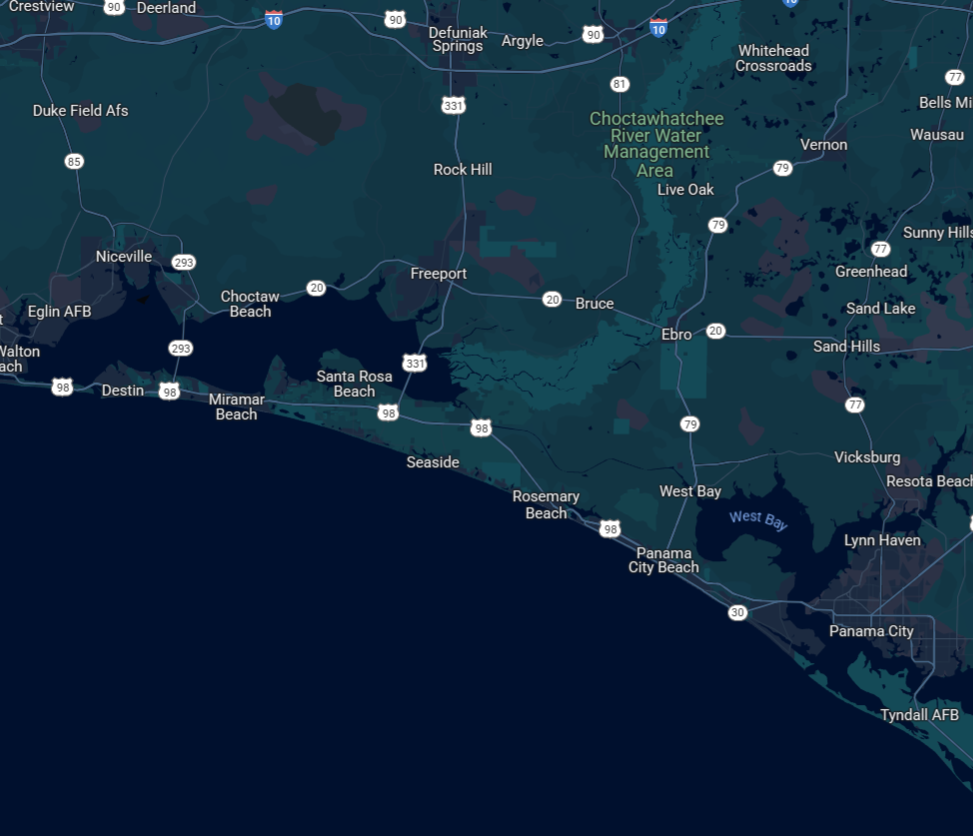 Crestview
90
Deerland
10
90
Defuniak
Springs
Argyle
90
10
10
Whitehead
Crossroads
77
81
331
Duke Field Afs
Choctawhatchee
River Water
Management
Area
Bells Mi
Wausau
Vernon
85
Rock Hill
79
Live Oak
79
Sunny Hills
77
Niceville
293
Freeport
Greenhead
20
Choctaw
Beach
20
Bruce
Eglin AFB
Sand Lake
Ebro
20
t
Walton
ach
293
Sand Hills
331
Santa Rosa
Beach
98
Destin
98
Miramar
Beach
98
77
98
79
Seaside
Vicksburg
Resota Beach
Rosemary
Beach
West Bay
West Bay
98
Lynn Haven
Panama
City Beach
30
Panama City
Tyndall AFB